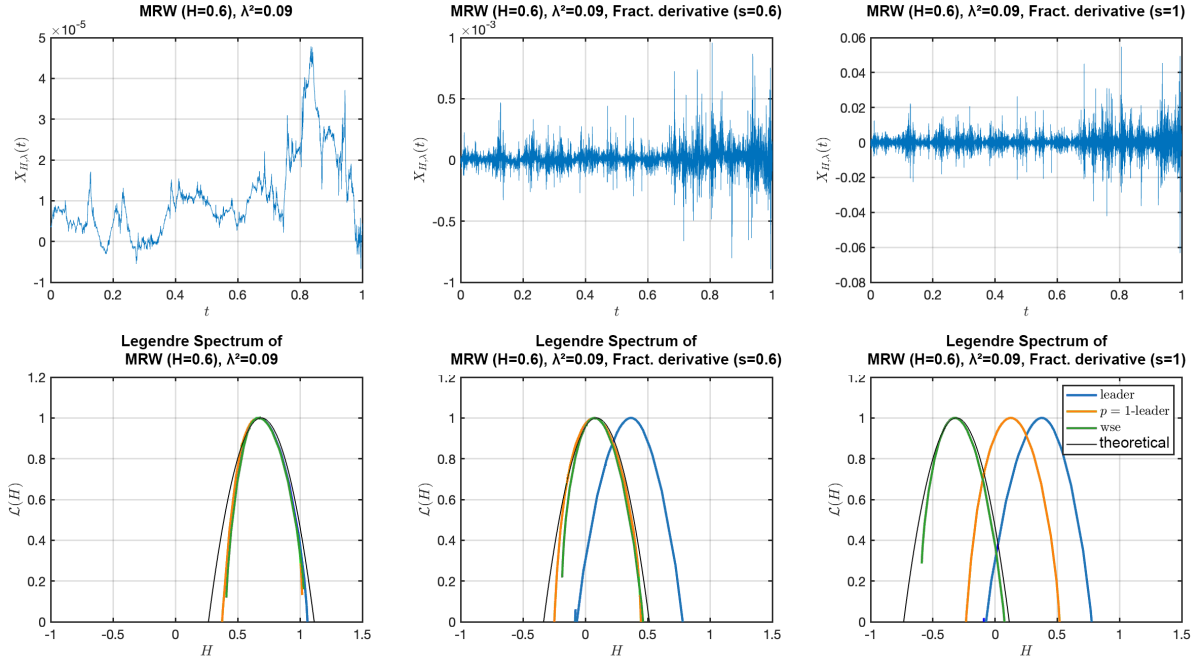 MRW (H=0.6), λ²=0.09
×10⁻⁵
5
4
3
2
1
0
-1
X_{H,λ}(t)
0 0.2 0.4 0.6 0.8 1
t
MRW (H=0.6), λ²=0.09, Fract. derivative (s=0.6)
×10⁻³
1
0.5
0
-0.5
-1
X_{H,λ}(t)
0 0.2 0.4 0.6 0.8 1
t
MRW (H=0.6), λ²=0.09, Fract. derivative (s=1)
0.06
0.04
0.02
0
-0.02
-0.04
-0.06
-0.08
X_{H,λ}(t)
0 0.2 0.4 0.6 0.8 1
t
Legendre Spectrum of
MRW (H=0.6), λ²=0.09
1.2
1
0.8
0.6
0.4
0.2
0
ℒ(H)
-1 -0.5 0 0.5 1 1.5
H
Legendre Spectrum of
MRW (H=0.6), λ²=0.09, Fract. derivative (s=0.6)
1.2
1
0.8
0.6
0.4
0.2
0
ℒ(H)
-1 -0.5 0 0.5 1 1.5
H
Legendre Spectrum of
MRW (H=0.6), λ²=0.09, Fract. derivative (s=1)
1.2
1
0.8
0.6
0.4
0.2
0
ℒ(H)
-1 -0.5 0 0.5 1 1.5
H
leader
p = 1-leader
wse
theoretical